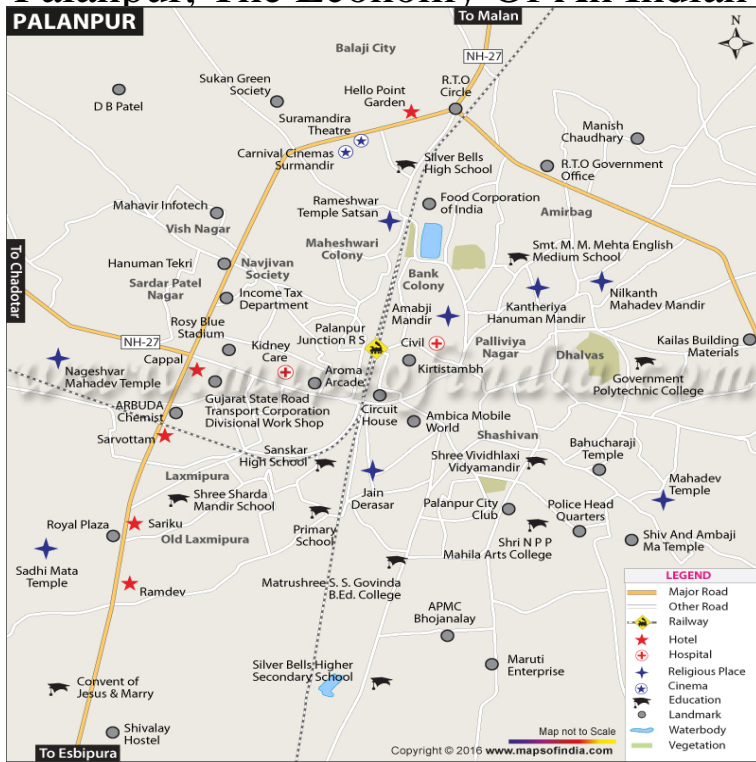 Palanpur, The Economy Of An Indian
PALANPUR
To Malan
N
Balaji City
NH-27
Sukan Green
Society
Hello Point
Garden
R.T.O
Circle
D B Patel
Suramandira
Theatre
Manish
Chaudhary
Carnival Cinemas
Surmandir
Silver Bells
High School
R.T.O Government
Office
Rameshwar
Temple Satsan
Food Corporation
of India
Mahavir Infotech
Vish Nagar
Amirbag
Maheshwari
Colony
Smt. M. M. Mehta English
Medium School
To Chadotar
Hanuman Tekri
Navjivan
Society
Bank
Colony
Sardar Patel
Nagar
Income Tax
Department
Amabji
Mandir
Kantheriya
Hanuman Mandir
Nilkanth
Mahadev Mandir
Rosy Blue
Stadium
Palanpur
Junction R S
NH-27
Kidney
Care
Civil
Palliviya
Nagar
Kailas Building
Materials
Cappal
Dhalvas
Nageshvar
Mahadev Temple
Aroma
Arcade
Kirtistambh
www.mapsofindia.com
Government
Polytechnic College
ARBUDA
Chemist
Gujarat State Road
Transport Corporation
Divisional Work Shop
Circuit
House
Ambica Mobile
World
Sarvottam
Shashivan
Bahucharaji
Temple
Sanskar
High School
Shree Vividhlaxi
Vidyamandir
Laxmipura
Mahadev
Temple
Shree Sharda
Mandir School
Jain
Derasar
Palanpur City
Club
Police Head
Quarters
Royal Plaza
Sariku
Primary
School
Old Laxmipura
Shri N P P
Mahila Arts College
Shiv And Ambaji
Ma Temple
Sadhi Mata
Temple
Ramdev
Matrushree S. S. Govinda
B.Ed. College
APMC
Bhojanalay
Silver Bells Higher
Secondary School
Maruti
Enterprise
Convent of
Jesus & Marry
Shivalay
Hostel
To Esbipura
LEGEND
Major Road
Other Road
Railway
Hotel
Hospital
Religious Place
Cinema
Education
Landmark
Waterbody
Vegetation
Map not to Scale
Copyright © 2016 www.mapsofindia.com